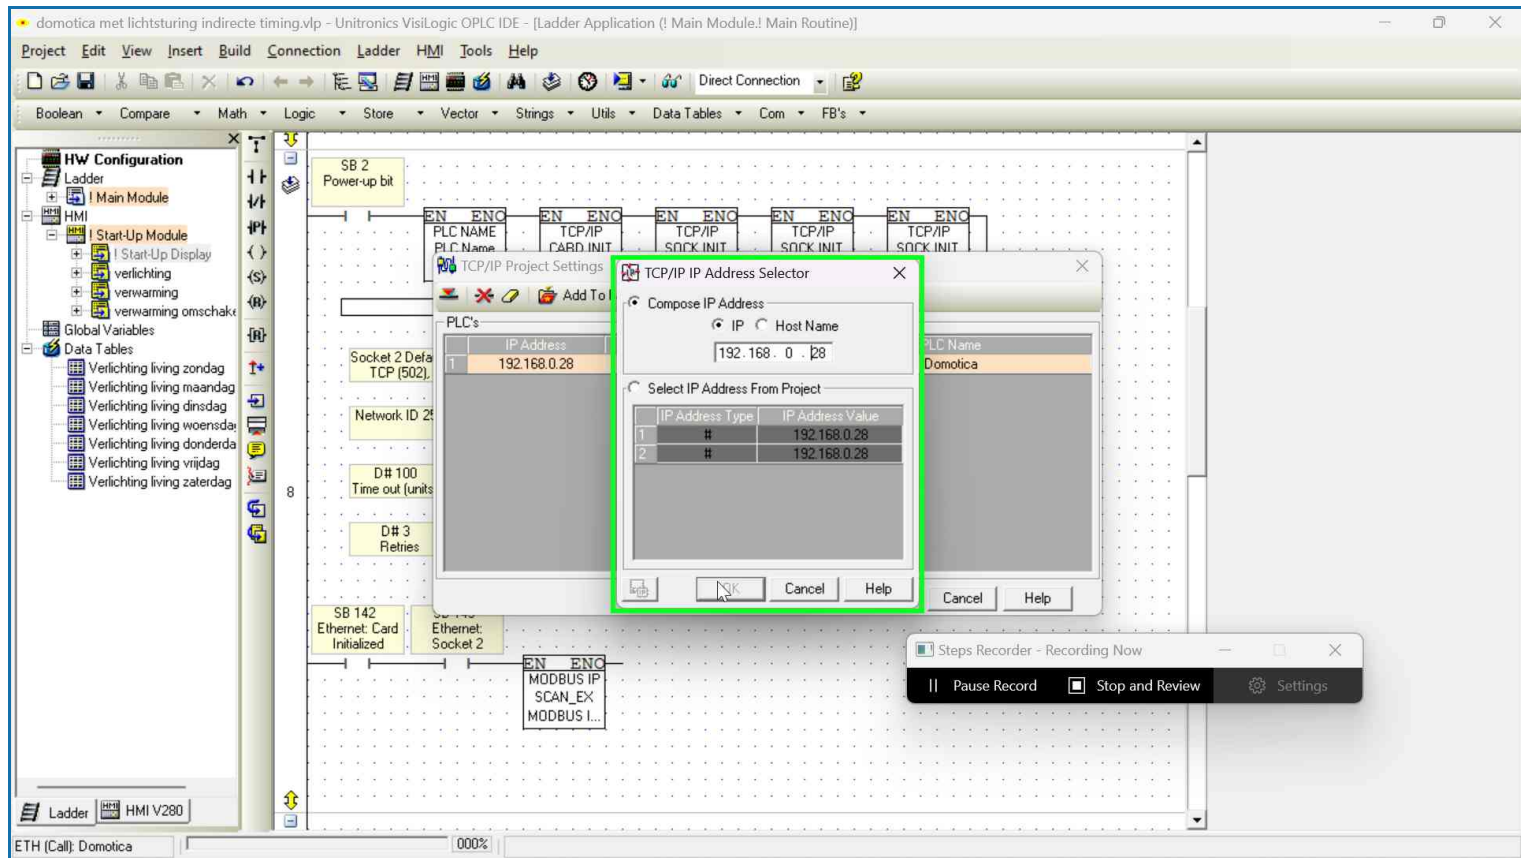 domotica met lichtsturing indirecte timing.vlp - Unitronics VisiLogic OPLC IDE - [Ladder Application (! Main Module.! Main Routine)]
Project Edit View Insert Build Connection Ladder HMI Tools Help
Direct Connection
Boolean Compare Math Logic Store Vector Strings Utils Data Tables Com FB's
HW Configuration
Ladder
! Main Module
HMI
! Start-Up Module
! Start-Up Display
verlichting
verwarming
verwarming omschake
Global Variables
Data Tables
Verlichting living zondag
Verlichting living maandag
Verlichting living dinsdag
Verlichting living woensda
Verlichting living donderda
Verlichting living vrijdag
Verlichting living zaterdag
Ladder HMI V280
ETH (Call): Domotica
000%
8
SB 2
Power-up bit
EN ENO EN ENO EN ENO EN ENO EN ENO
PLC NAME TCP/IP TCP/IP TCP/IP TCP/IP
PLC Name CARD INIT SOCK INIT SOCK INIT SOCK INIT
Socket 2 Defa
TCP (502),
Network ID 25
D# 100
Time out (units
D# 3
Retries
SB 142
Ethernet: Card
Initialized
Ethernet:
Socket 2
EN ENO
MODBUS IP
SCAN_EX
MODBUS I...
TCP/IP Project Settings
Add To
PLC's
IP Address PLC Name
1 192.168.0.28 Domotica
Cancel Help
TCP/IP IP Address Selector
Compose IP Address
IP Host Name
192.168. 0 . 28
Select IP Address From Project
IP Address Type IP Address Value
1 # 192.168.0.28
2 # 192.168.0.28
OK Cancel Help
Steps Recorder - Recording Now
Pause Record Stop and Review Settings